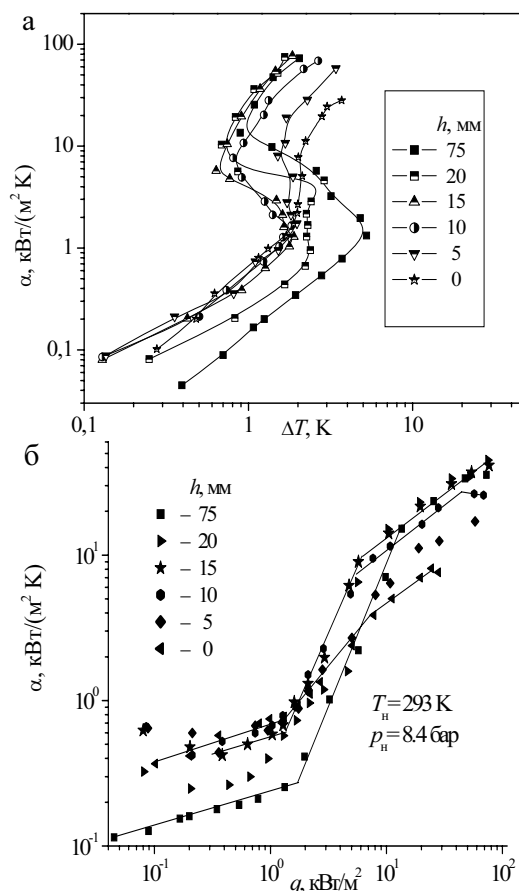 а
α, кВт/(м² К)
100
10
1
0,1
0,1
1
10
ΔT, К
h, мм
75
20
15
10
5
0
б
α, кВт/(м² К)
10¹
10⁰
10⁻¹
10⁻¹
10⁰
10¹
10²
q, кВт/м²
h, мм
– 75
– 20
– 15
– 10
– 5
– 0
Tн=293 К
pн=8.4 бар